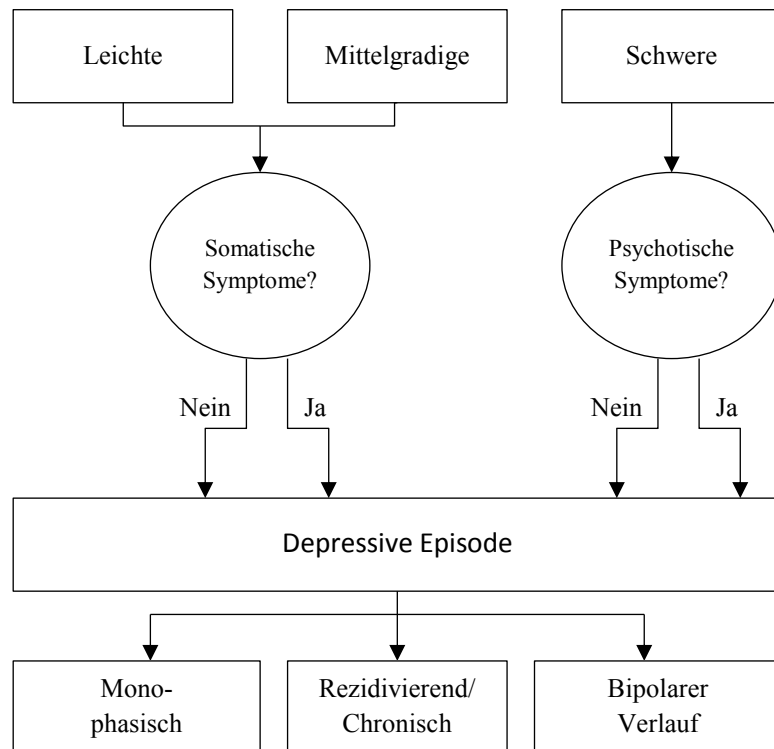 Leichte
Mittelgradige
Schwere
Somatische
Symptome?
Psychotische
Symptome?
Nein
Ja
Nein
Ja
Depressive Episode
Mono-
phasisch
Rezidivierend/
Chronisch
Bipolarer
Verlauf